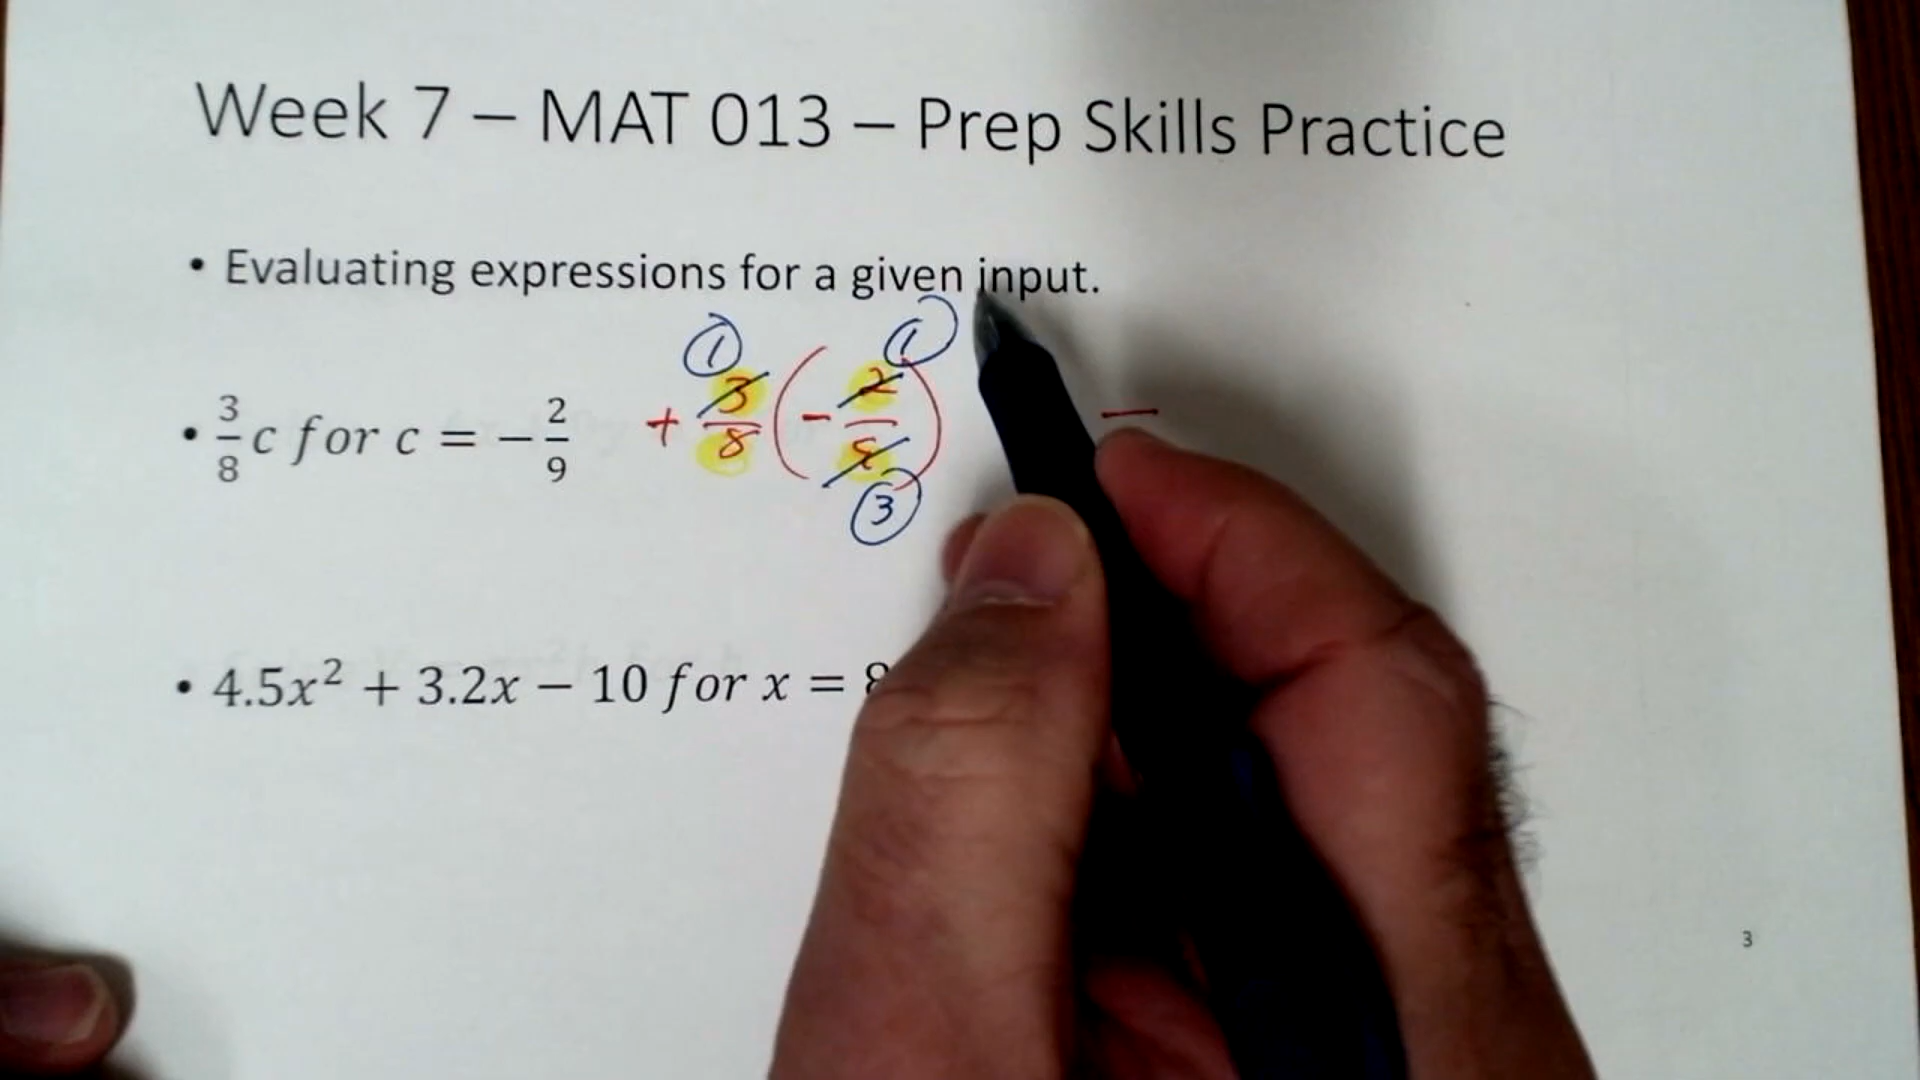 Week 7 – MAT 013 – Prep Skills Practice
• Evaluating expressions for a given input.
① ①
• 3/8 c for c = −2/9 + 3/8 (− 2/9) −
③
• 4.5x² + 3.2x − 10 for x = 8
3